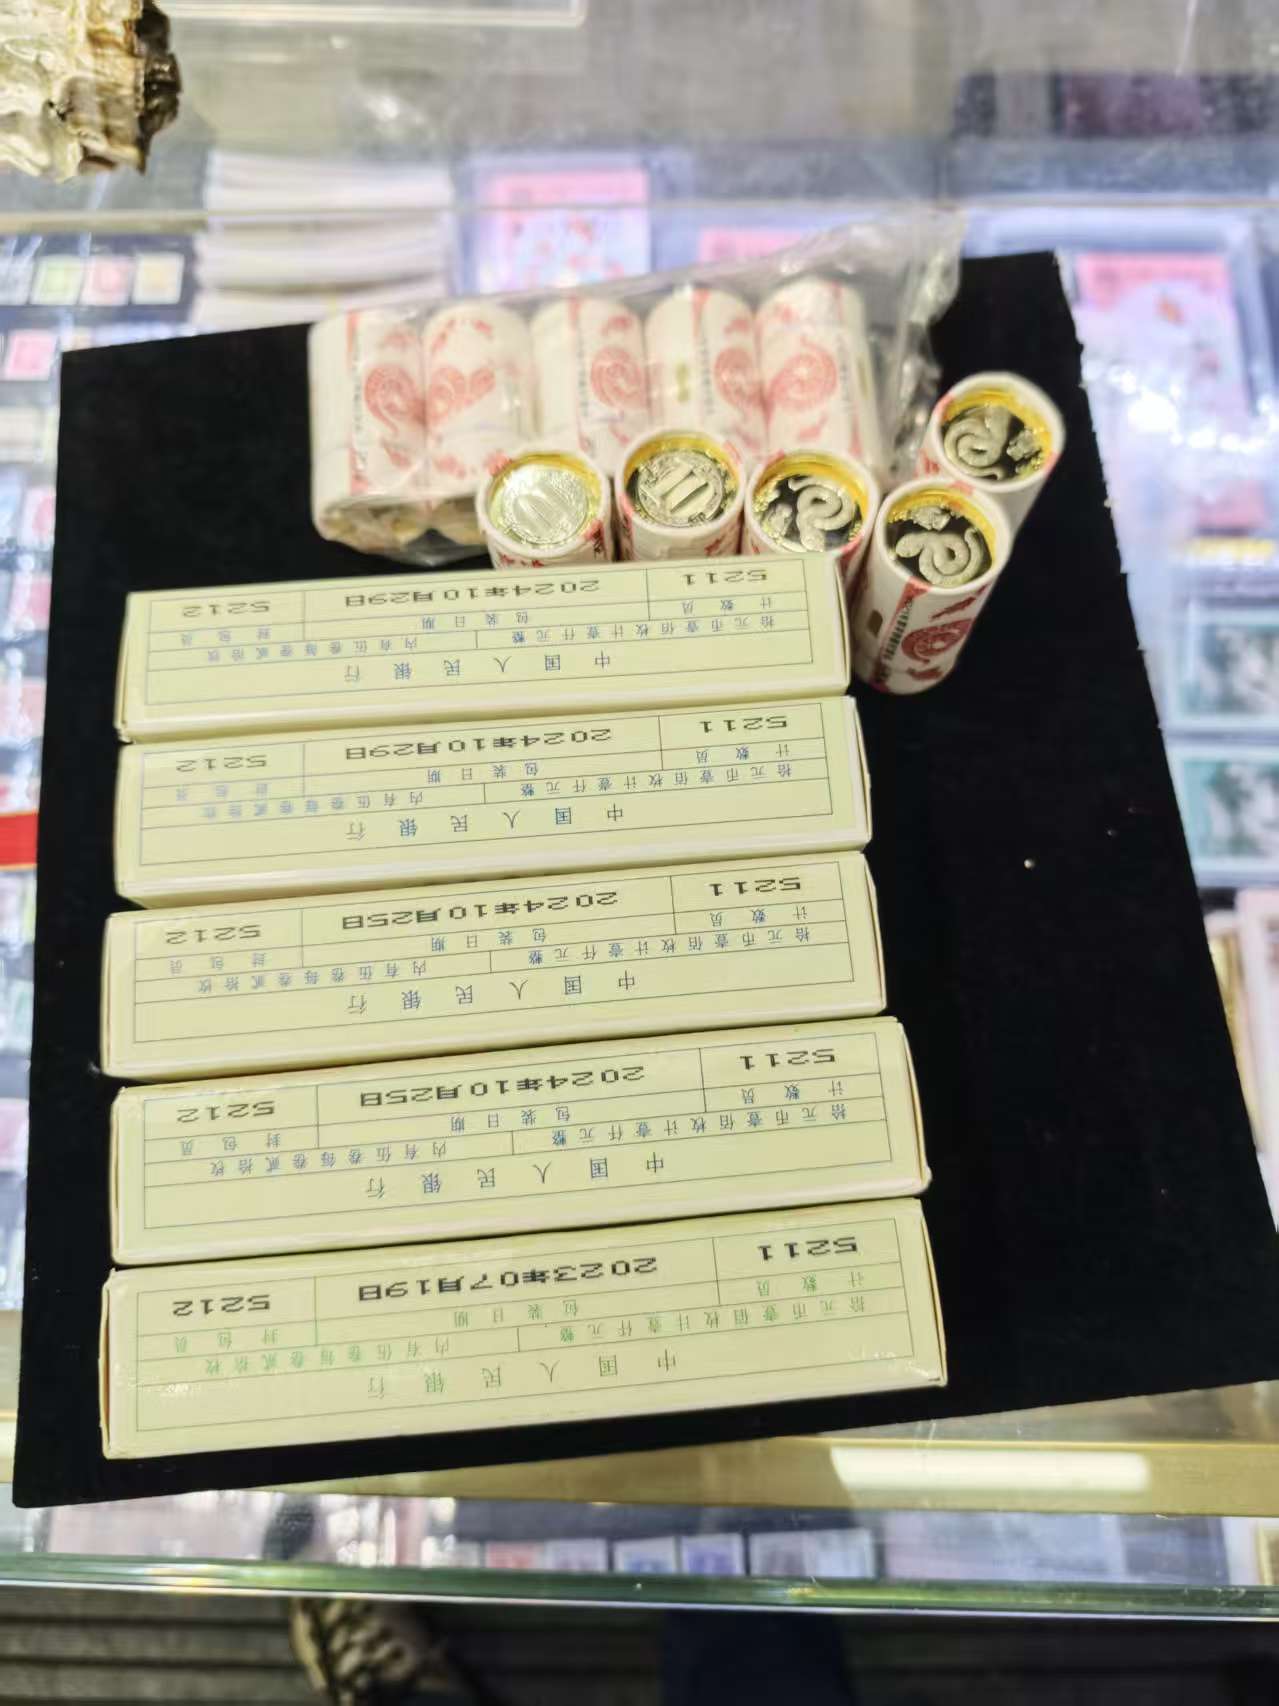 10
10
中国人民银行
拾元币壹佰枚计壹仟元整 内有伍卷每卷贰拾枚
计数员 包装日期 封包员
5211 2024年10月29日 5212
中国人民银行
拾元币壹佰枚计壹仟元整 内有伍卷每卷贰拾枚
计数员 包装日期 封包员
5211 2024年10月29日 5212
中国人民银行
拾元币壹佰枚计壹仟元整 内有伍卷每卷贰拾枚
计数员 包装日期 封包员
5211 2024年10月25日 5212
中国人民银行
拾元币壹佰枚计壹仟元整 内有伍卷每卷贰拾枚
计数员 包装日期 封包员
5211 2024年10月25日 5212
中国人民银行
拾元币壹佰枚计壹仟元整 内有伍卷每卷贰拾枚
计数员 包装日期 封包员
5211 2023年07月19日 5212